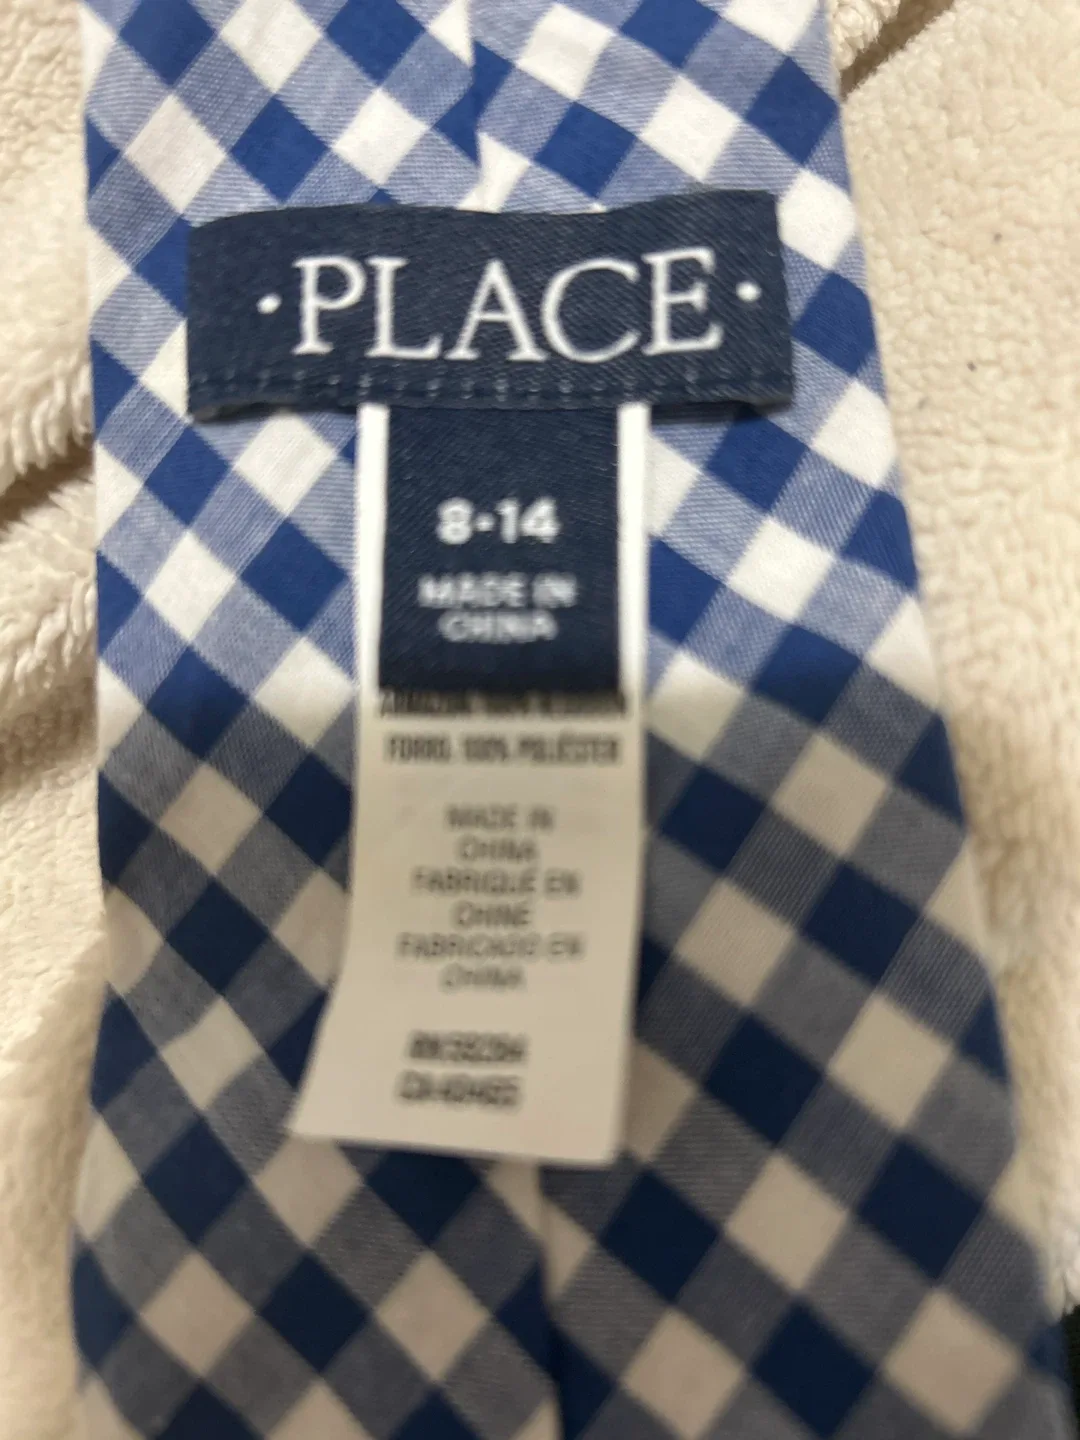 ·PLACE·
8-14
MADE IN
CHINA
FORRO. 100% POLIÉSTER
MADE IN
CHINA
FABRIQUÉ EN
CHINE
FABRICADO EN
CHINA